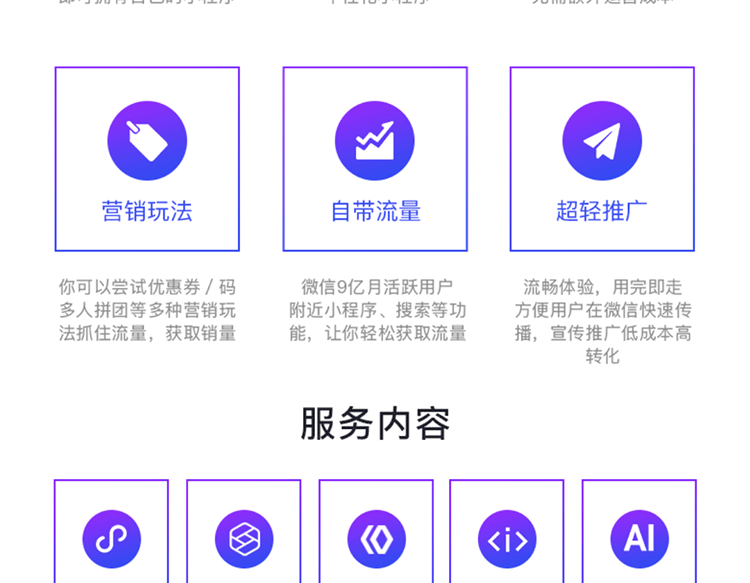 营销玩法
自带流量
超轻推广
你可以尝试优惠券 / 码
多人拼团等多种营销玩
法抓住流量，获取销量
微信9亿月活跃用户
附近小程序、搜索等功
能，让你轻松获取流量
流畅体验，用完即走
方便用户在微信快速传
播，宣传推广低成本高
转化
服务内容
<i>
AI